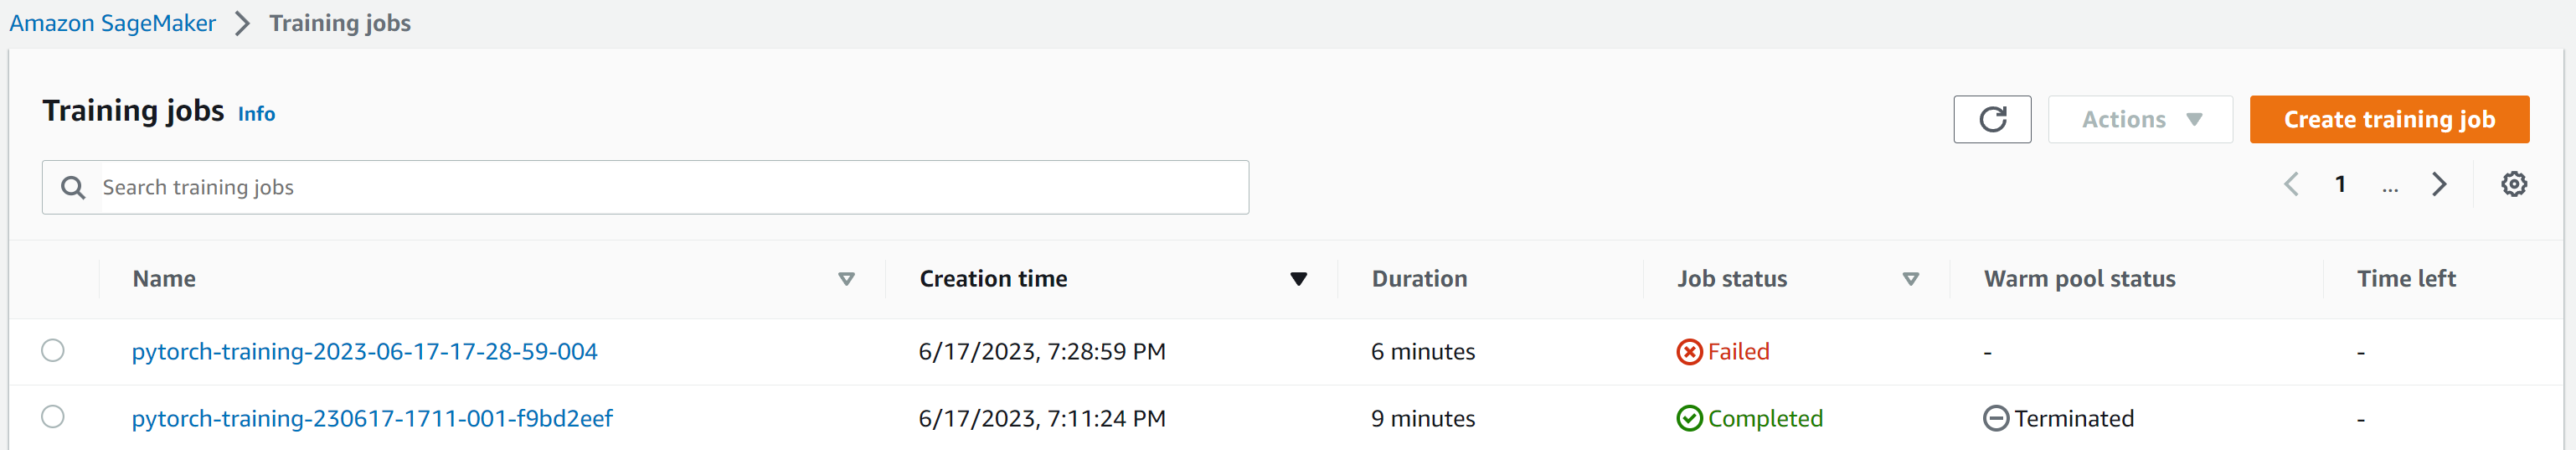 Amazon SageMaker > Training jobs
Training jobs Info
Actions Create training job
Search training jobs
1 ...
Name Creation time Duration Job status Warm pool status Time left
pytorch-training-2023-06-17-17-28-59-004 6/17/2023, 7:28:59 PM 6 minutes Failed - -
pytorch-training-230617-1711-001-f9bd2eef 6/17/2023, 7:11:24 PM 9 minutes Completed Terminated -